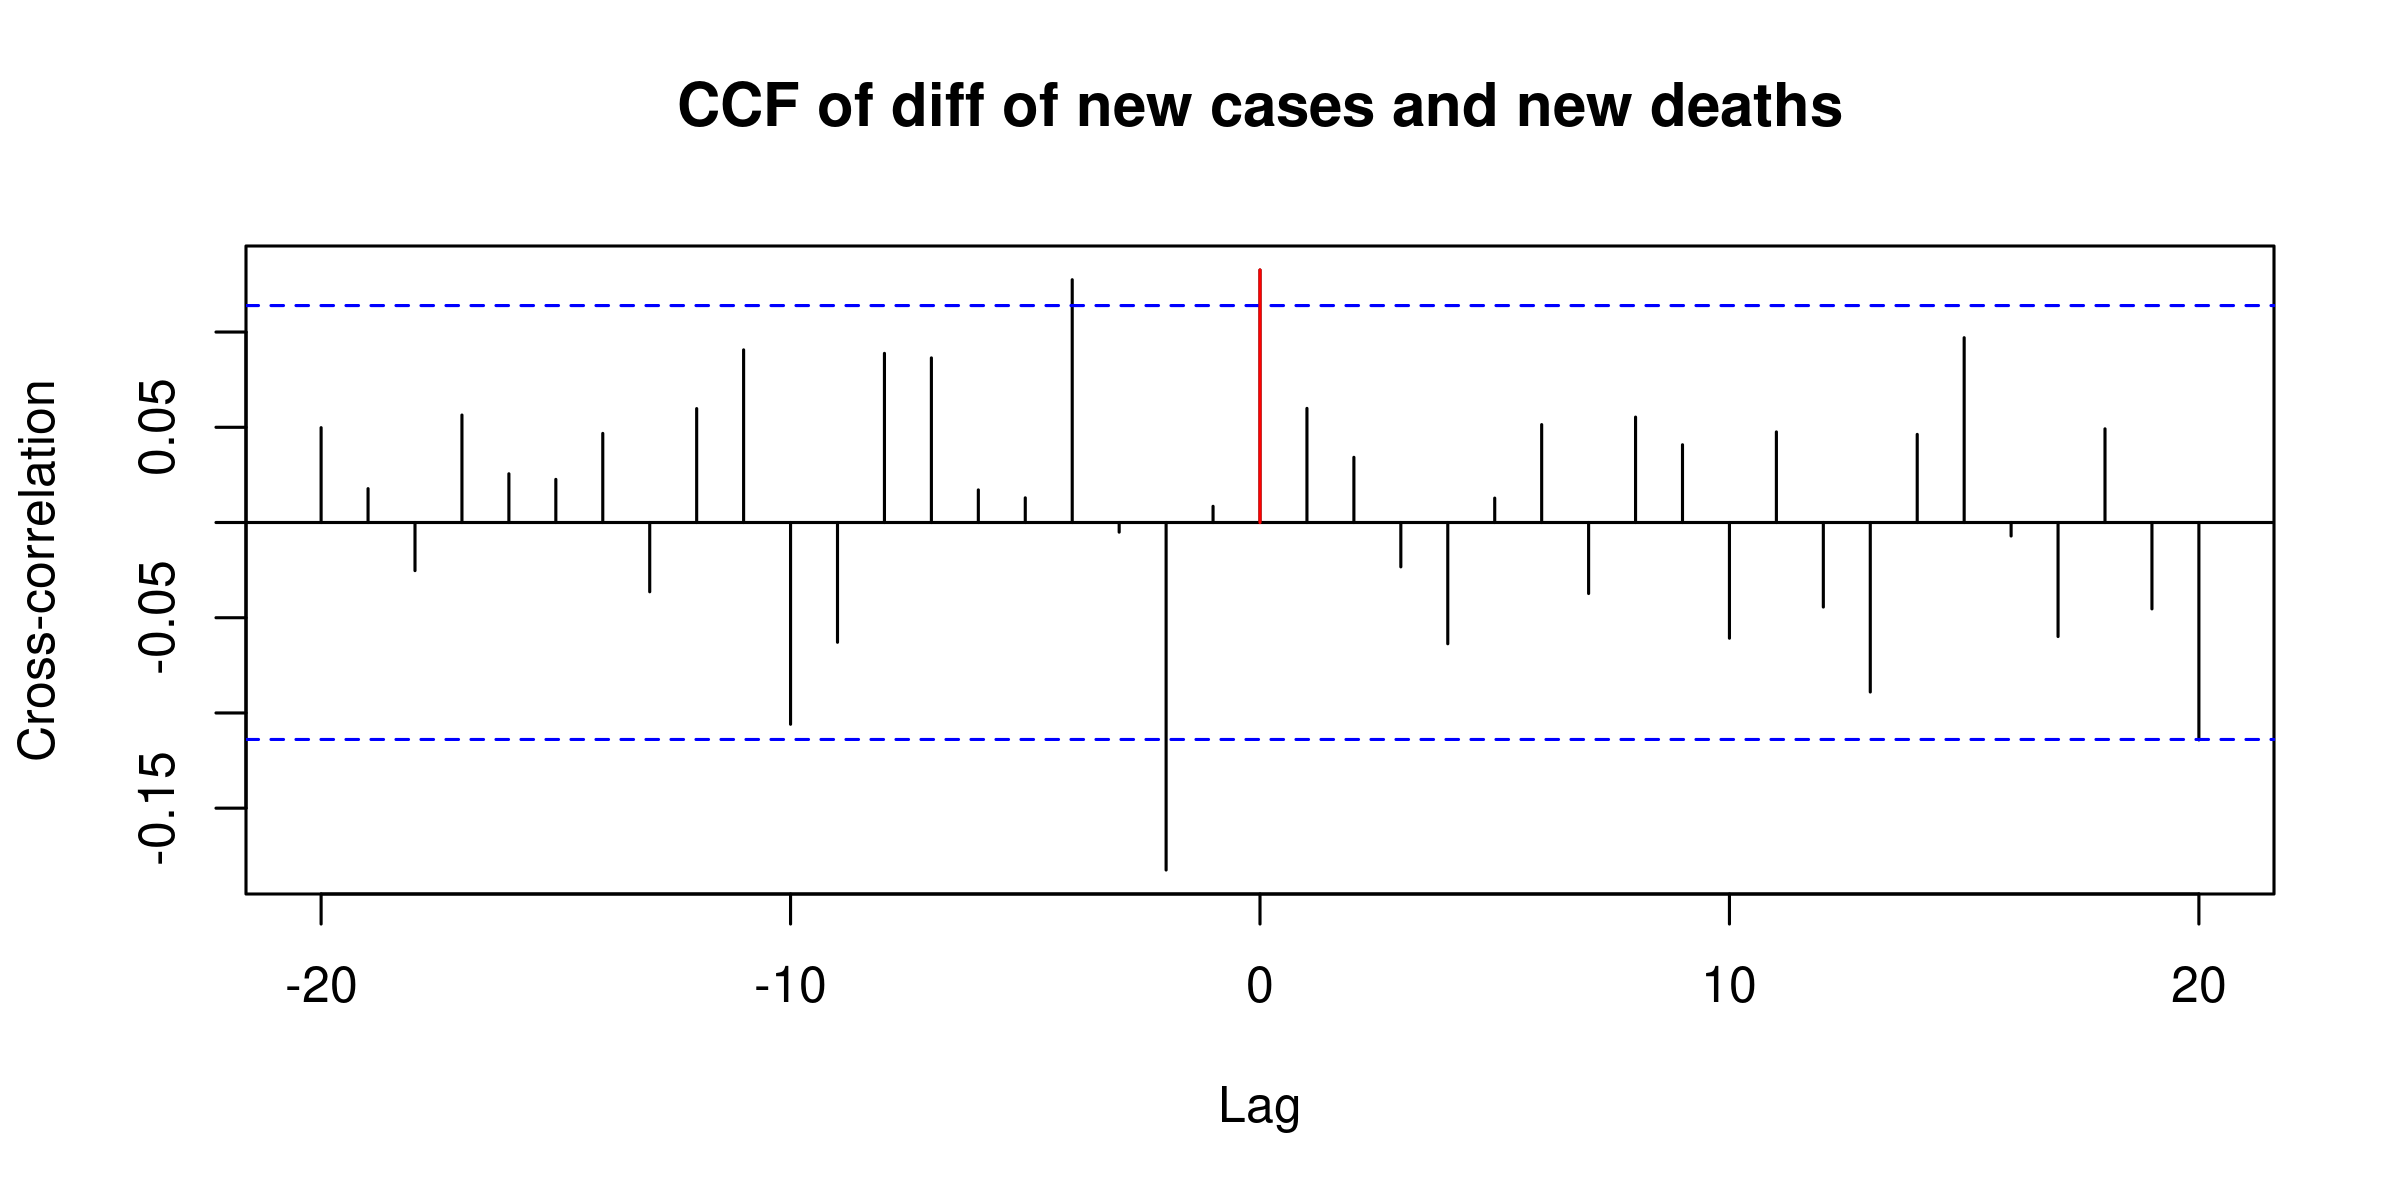 CCF of diff of new cases and new deaths
Cross-correlation
0.05
-0.05
-0.15
-20 -10 0 10 20
Lag